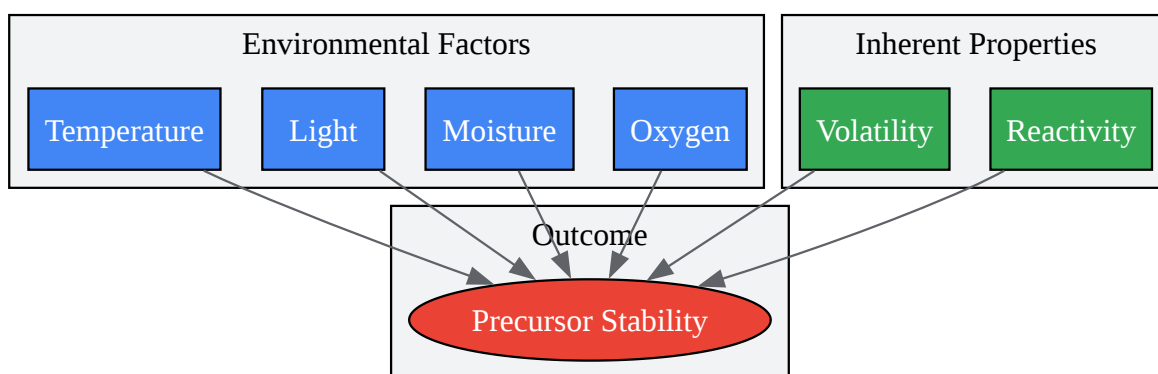 Environmental Factors
Inherent Properties
Temperature
Light
Moisture
Oxygen
Volatility
Reactivity
Outcome
Precursor Stability